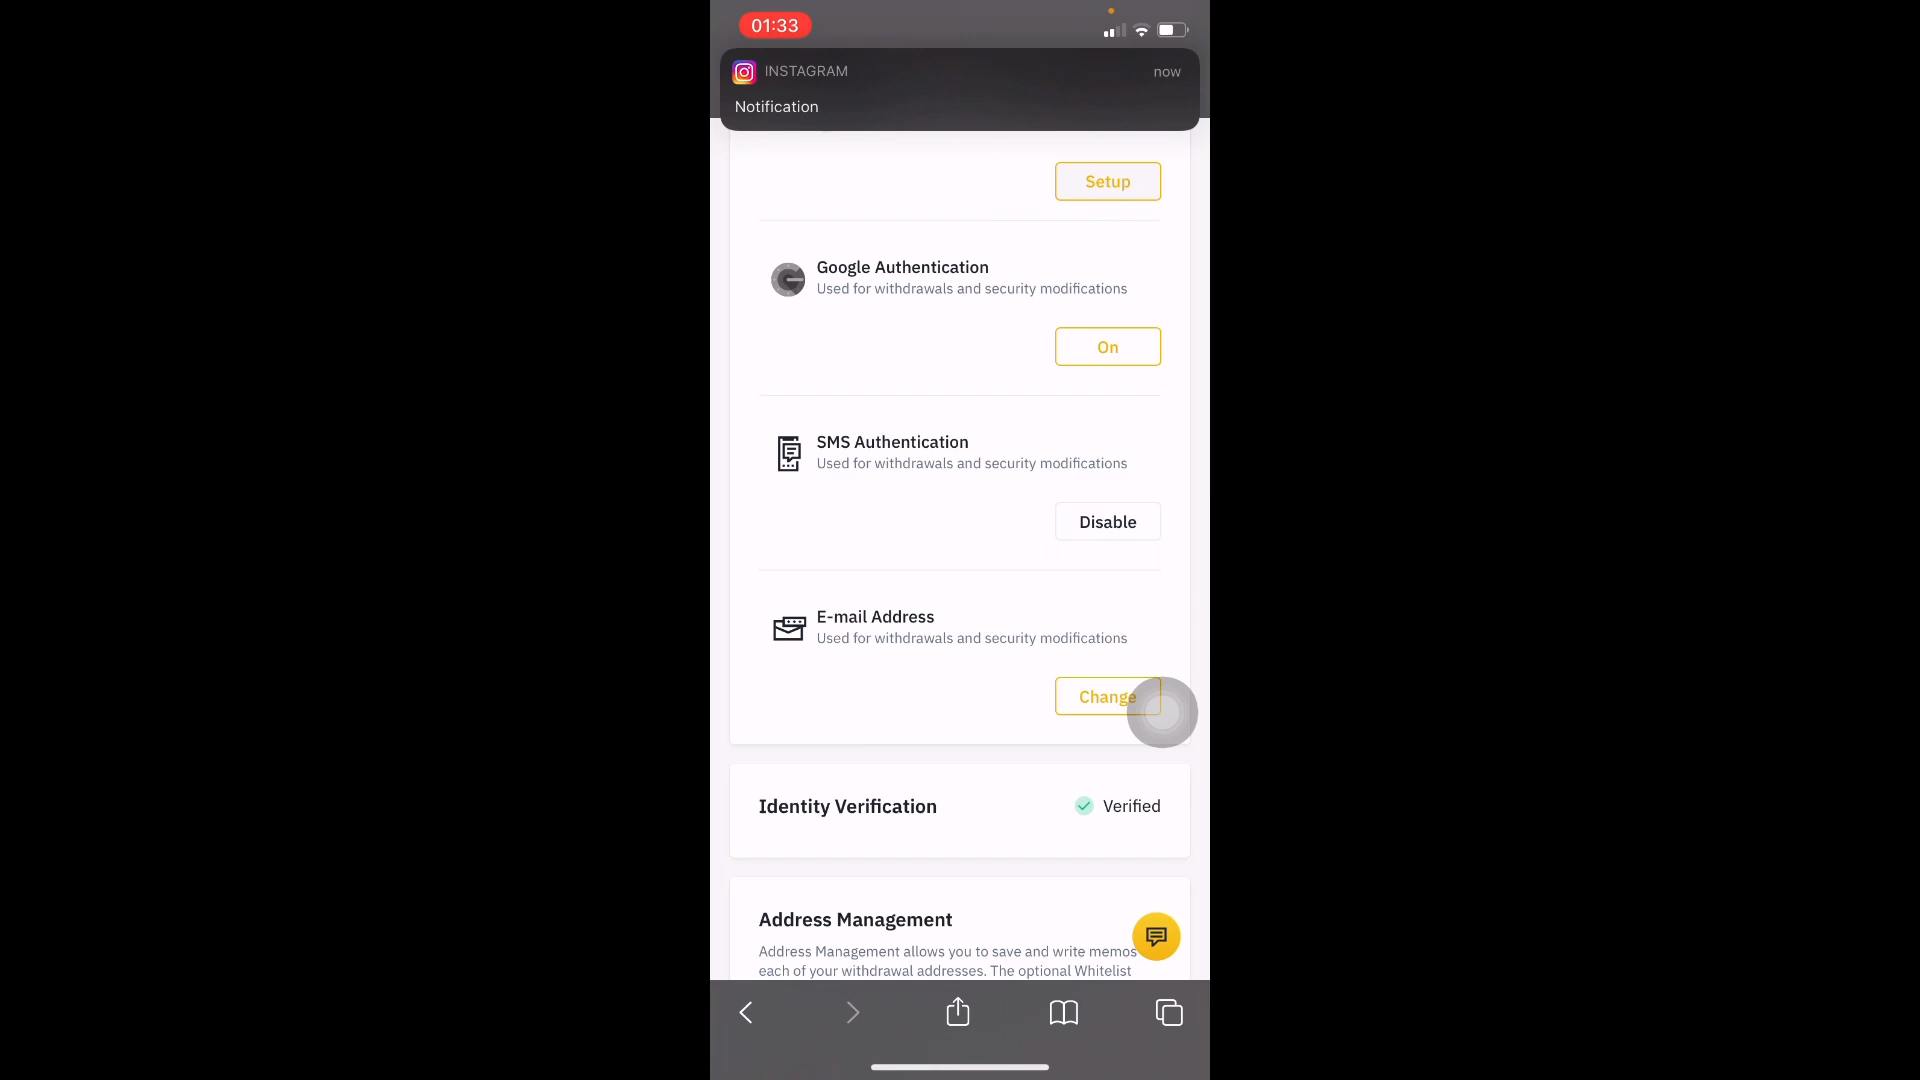 01:33
INSTAGRAM
now
Notification
Setup
Google Authentication
Used for withdrawals and security modifications
On
SMS Authentication
Used for withdrawals and security modifications
Disable
E-mail Address
Used for withdrawals and security modifications
Change
Identity Verification
Verified
Address Management
Address Management allows you to save and write memos
each of your withdrawal addresses. The optional Whitelist